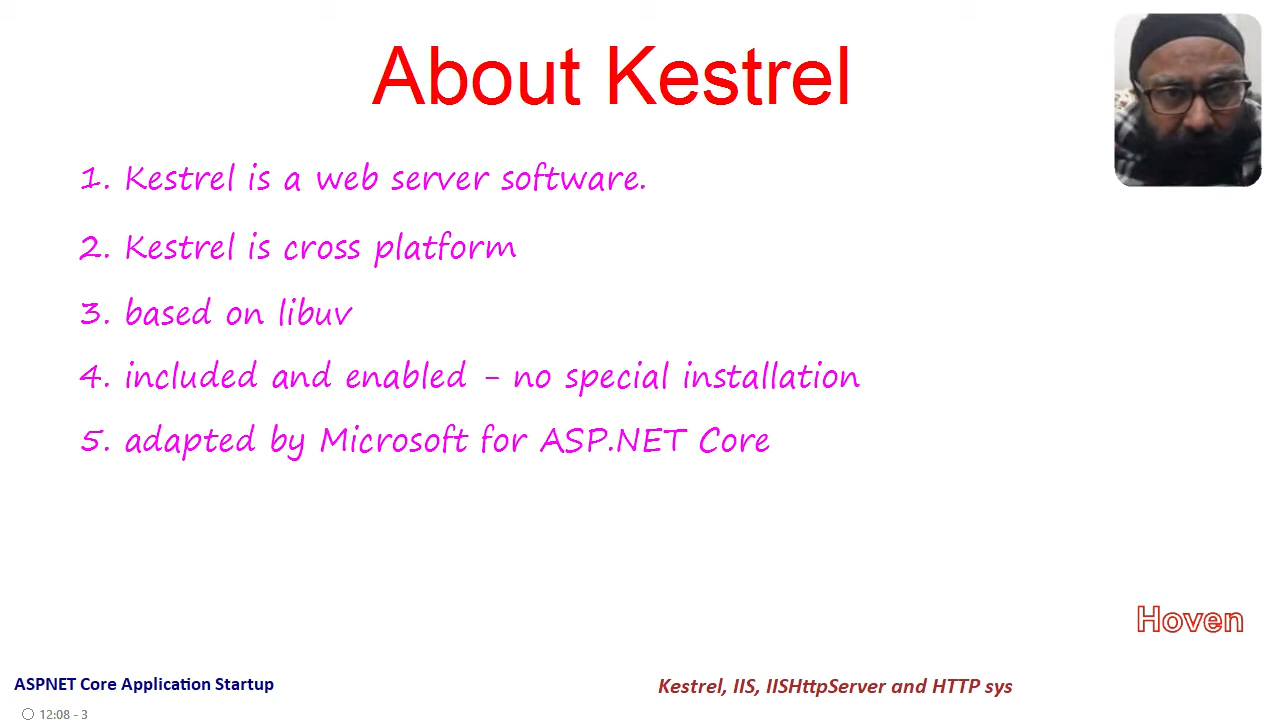 About Kestrel
1. Kestrel is a web server software.
2. Kestrel is cross platform
3. based on libuv
4. included and enabled - no special installation
5. adapted by Microsoft for ASP.NET Core
Hoven
ASPNET Core Application Startup
Kestrel, IIS, IISHttpServer and HTTP sys
12:08 - 3